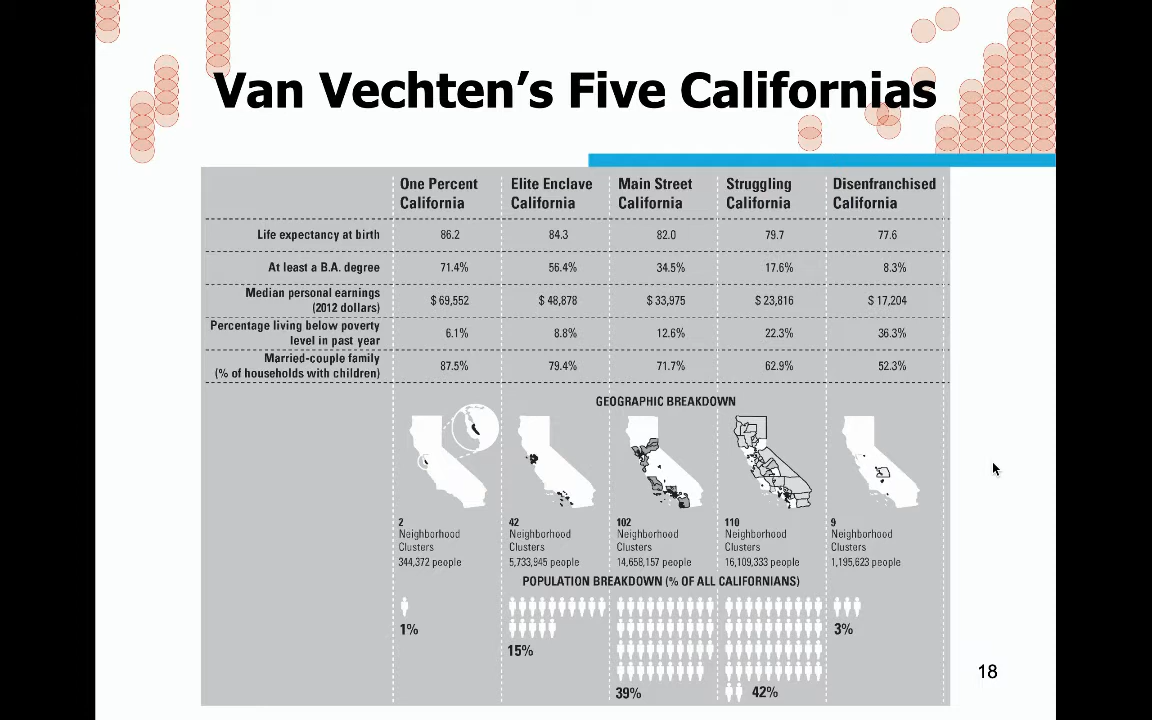 Van Vechten's Five Californias
One Percent California
Elite Enclave California
Main Street California
Struggling California
Disenfranchised California
Life expectancy at birth 86.2 84.3 82.0 79.7 77.6
At least a B.A. degree 71.4% 56.4% 34.5% 17.6% 8.3%
Median personal earnings (2012 dollars) $ 69,552 $ 48,878 $ 33,975 $ 23,816 $ 17,204
Percentage living below poverty level in past year 6.1% 8.8% 12.6% 22.3% 36.3%
Married-couple family (% of households with children) 87.5% 79.4% 71.7% 62.9% 52.3%
GEOGRAPHIC BREAKDOWN
2 Neighborhood Clusters 344,372 people
42 Neighborhood Clusters 5,733,945 people
102 Neighborhood Clusters 14,658,157 people
110 Neighborhood Clusters 16,109,333 people
9 Neighborhood Clusters 1,195,623 people
POPULATION BREAKDOWN (% OF ALL CALIFORNIANS)
1%
15%
39%
42%
3%
18